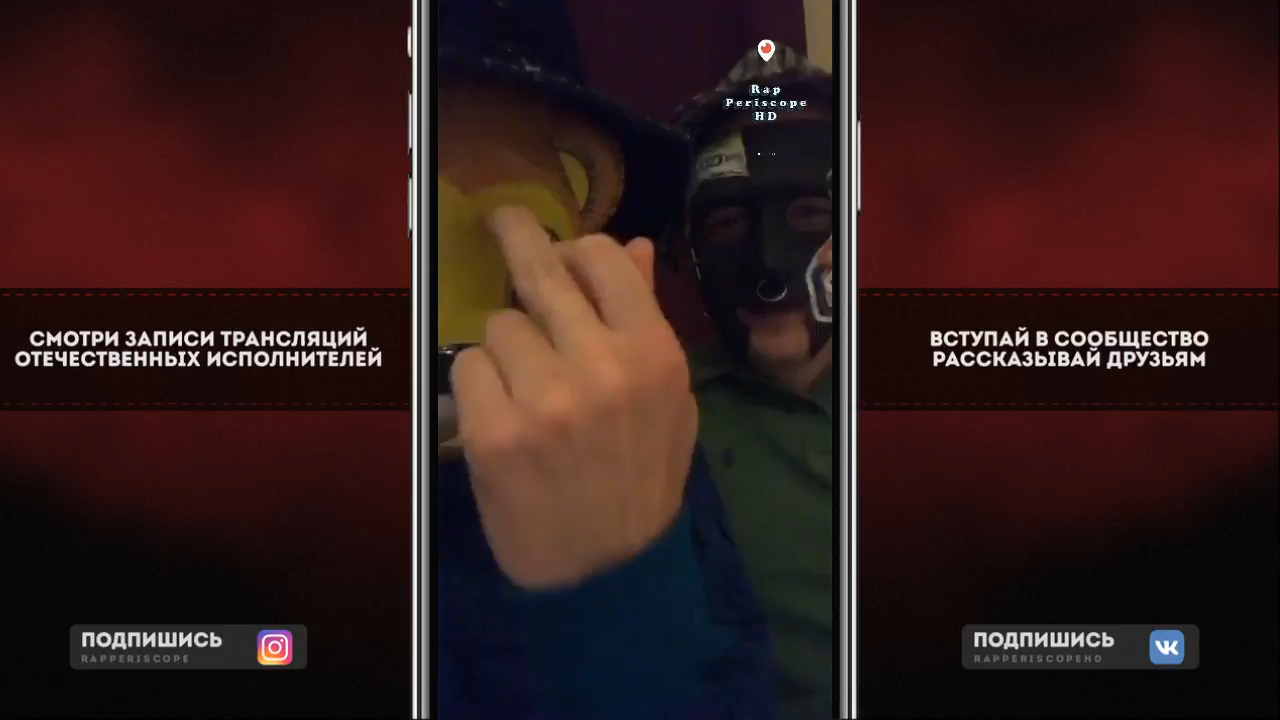 Rap
Periscope
HD
СМОТРИ ЗАПИСИ ТРАНСЛЯЦИЙ
ОТЕЧЕСТВЕННЫХ ИСПОЛНИТЕЛЕЙ
ВСТУПАЙ В СООБЩЕСТВО
РАССКАЗЫВАЙ ДРУЗЬЯМ
ПОДПИШИСЬ
RAPPERISCOPE
ПОДПИШИСЬ
RAPPERISCOPEHD